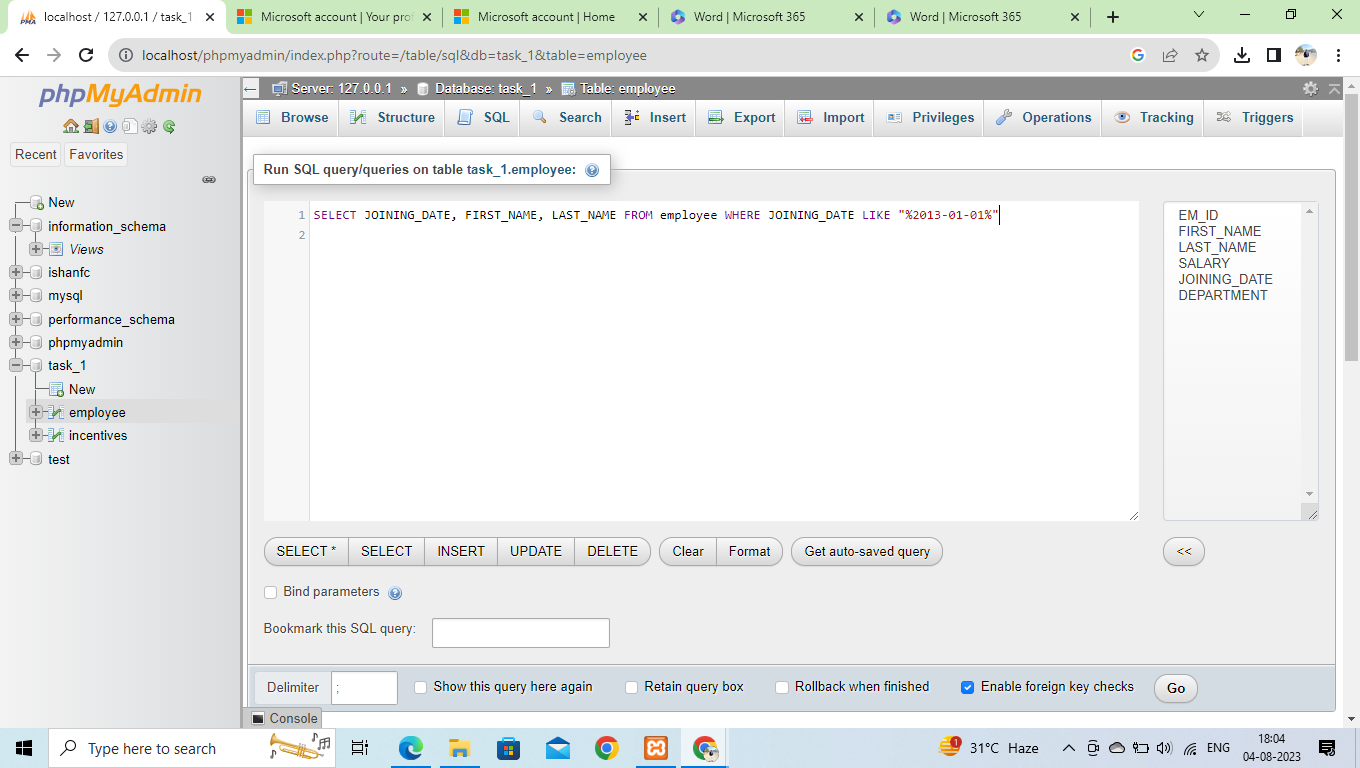 localhost / 127.0.0.1 / task_1
Microsoft account | Your prof
Microsoft account | Home
Word | Microsoft 365
Word | Microsoft 365
localhost/phpmyadmin/index.php?route=/table/sql&db=task_1&table=employee
phpMyAdmin
Recent
Favorites
New
information_schema
Views
ishanfc
mysql
performance_schema
phpmyadmin
task_1
New
employee
incentives
test
Server: 127.0.0.1 » Database: task_1 » Table: employee
Browse
Structure
SQL
Search
Insert
Export
Import
Privileges
Operations
Tracking
Triggers
Run SQL query/queries on table task_1.employee:
1 SELECT JOINING_DATE, FIRST_NAME, LAST_NAME FROM employee WHERE JOINING_DATE LIKE "%2013-01-01%"
2
EM_ID
FIRST_NAME
LAST_NAME
SALARY
JOINING_DATE
DEPARTMENT
SELECT *
SELECT
INSERT
UPDATE
DELETE
Clear
Format
Get auto-saved query
<<
Bind parameters
Bookmark this SQL query:
Delimiter
;
Show this query here again
Retain query box
Rollback when finished
Enable foreign key checks
Go
Console
Type here to search
1
31°C Haze
ENG
18:04
04-08-2023